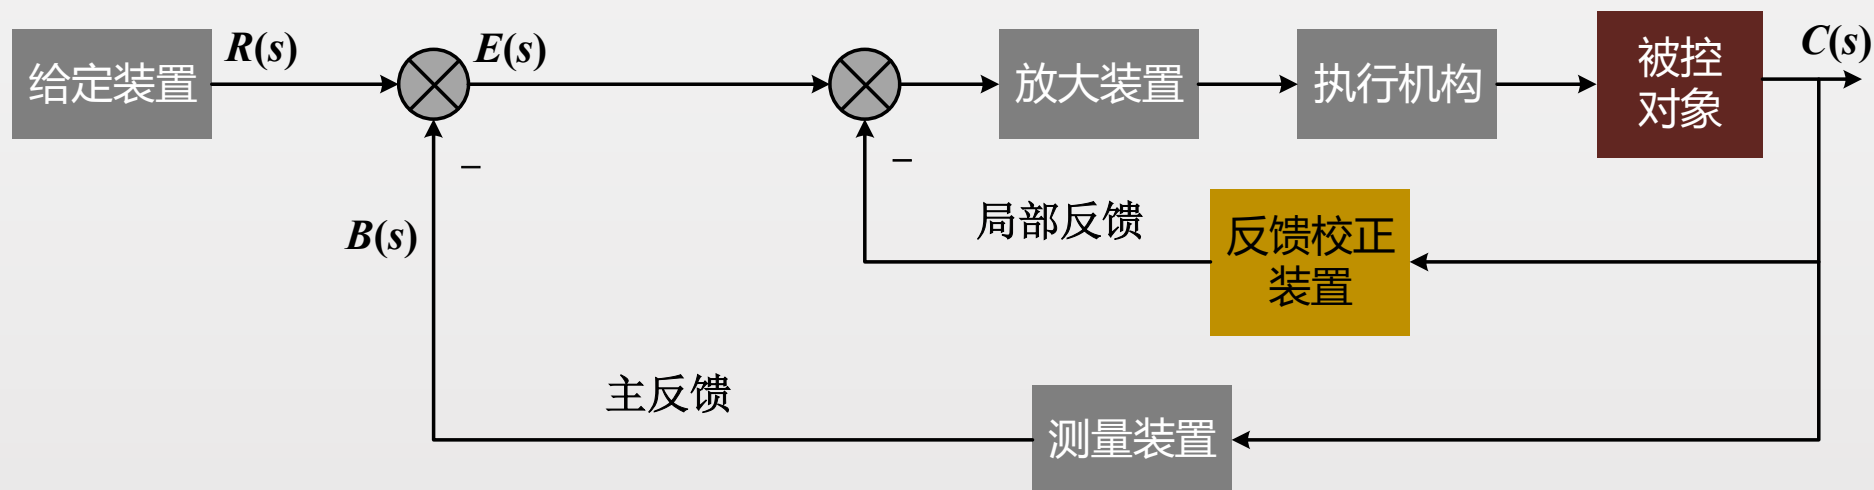 给定装置
R(s)
E(s)
放大装置
执行机构
被控
对象
C(s)
–
–
B(s)
局部反馈
反馈校正
装置
主反馈
测量装置